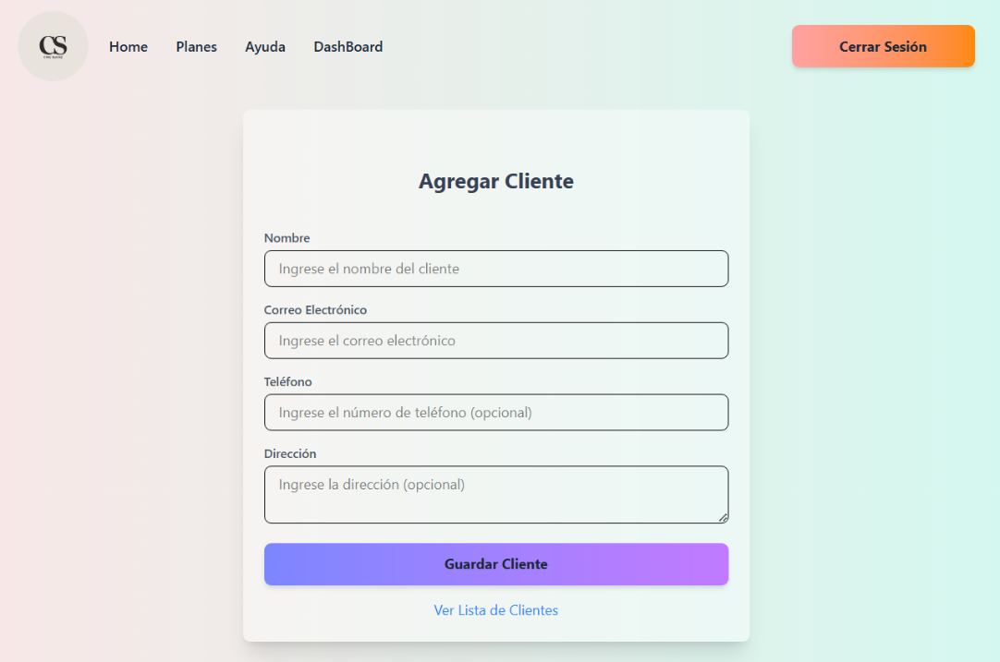 CS
Home Planes Ayuda DashBoard
Cerrar Sesión
Agregar Cliente
Nombre
Ingrese el nombre del cliente
Correo Electrónico
Ingrese el correo electrónico
Teléfono
Ingrese el número de teléfono (opcional)
Dirección
Ingrese la dirección (opcional)
Guardar Cliente
Ver Lista de Clientes